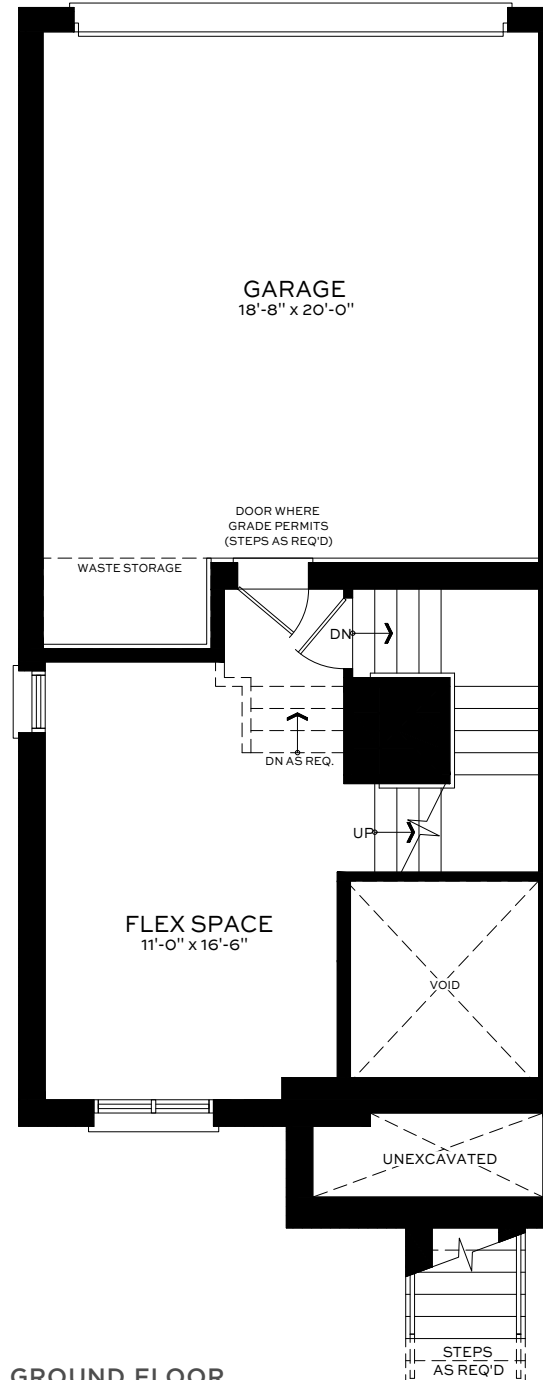 GARAGE
18'-8" x 20'-0"
DOOR WHERE
GRADE PERMITS
(STEPS AS REQ'D)
WASTE STORAGE
DN
DN AS REQ.
UP
FLEX SPACE
11'-0" x 16'-6"
VOID
UNEXCAVATED
STEPS
AS REQ'D
GROUND FLOOR